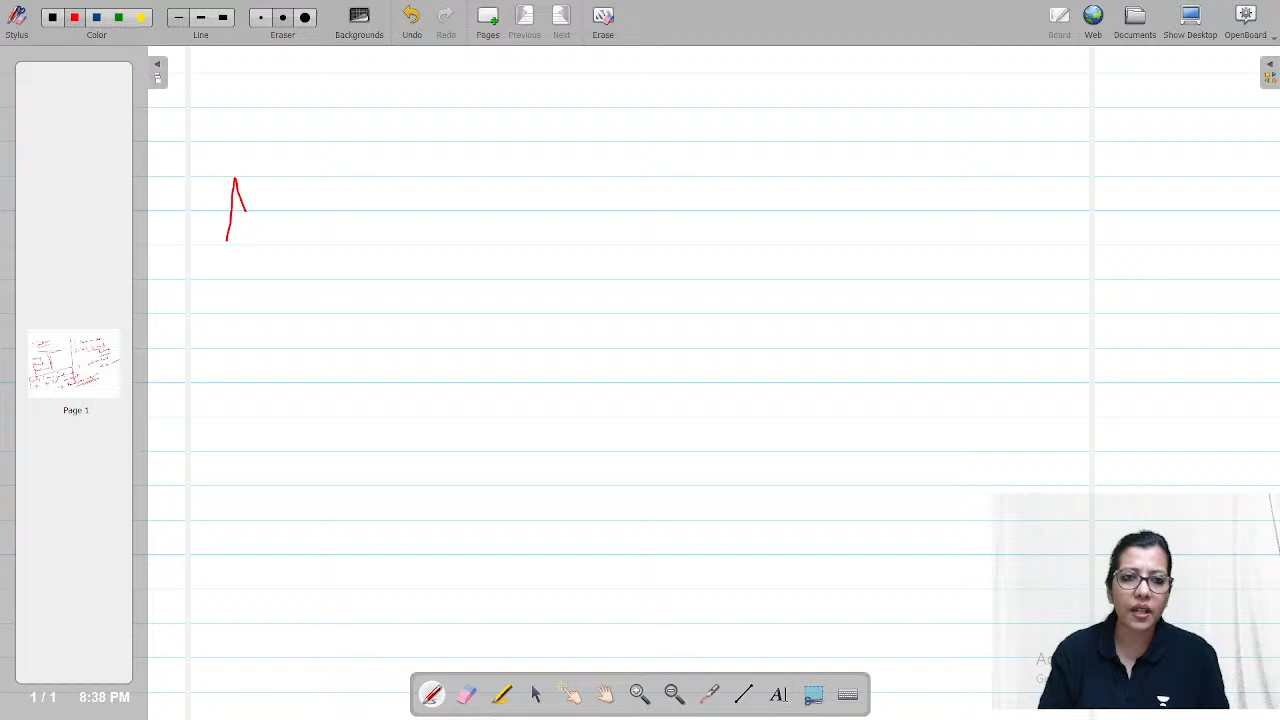 Stylus Color Line Eraser Backgrounds Undo Redo Pages Previous Next Erase Board Web Documents Show Desktop OpenBoard
Page 1
1 / 1 8:38 PM